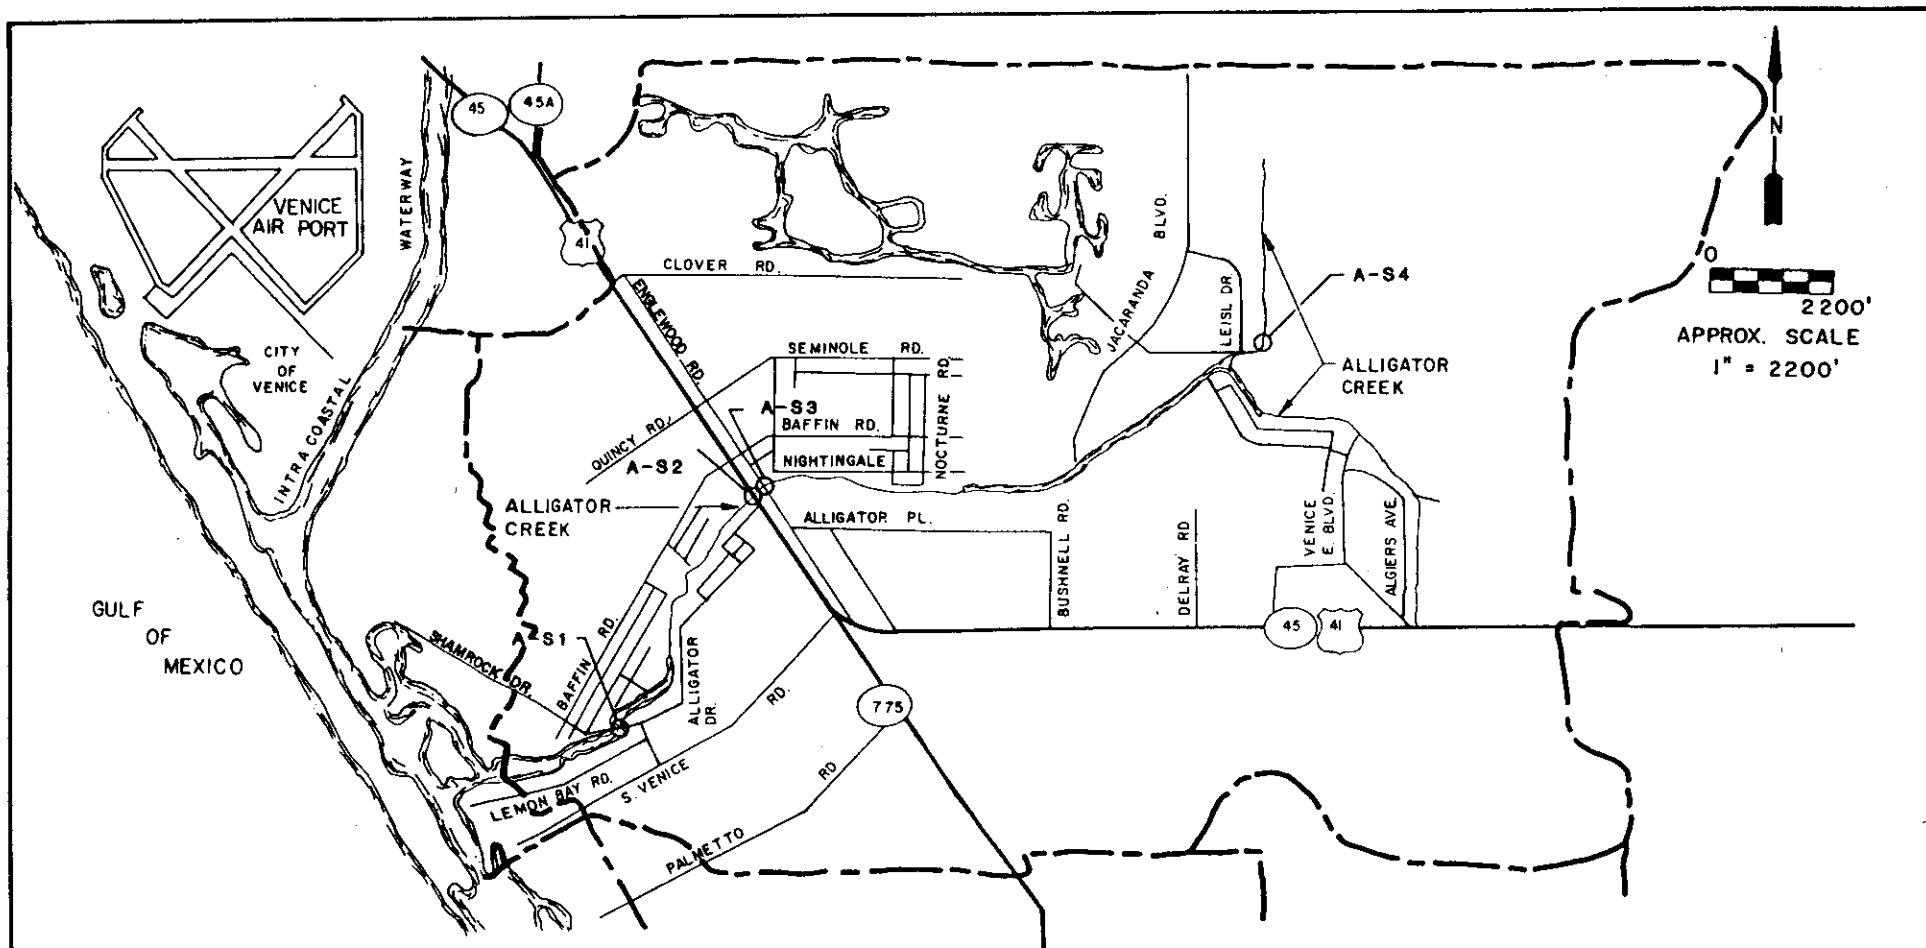 45
45A
N
WATERWAY
VENICE
AIR PORT
41
BLVD.
CLOVER RD.
0
A-S4
2200'
APPROX. SCALE
1" = 2200'
ENGLEWOOD RD.
JACARANDA
LEISL DR.
CITY
OF
VENICE
SEMINOLE RD.
ALLIGATOR
CREEK
INTRACOASTAL
A-S3
BAFFIN RD.
NOCTURNE RD.
QUINCY RD.
A-S2
NIGHTINGALE
ALLIGATOR
CREEK
ALLIGATOR PL.
BUSHNELL RD.
DELRAY RD
VENICE
E. BLVD.
ALGIERS AVE.
GULF
OF
MEXICO
45
41
A-S1
SHAMROCK DR.
BAFFIN RD.
ALLIGATOR
DR.
RD.
775
LEMON BAY RD.
S. VENICE
RD
PALMETTO